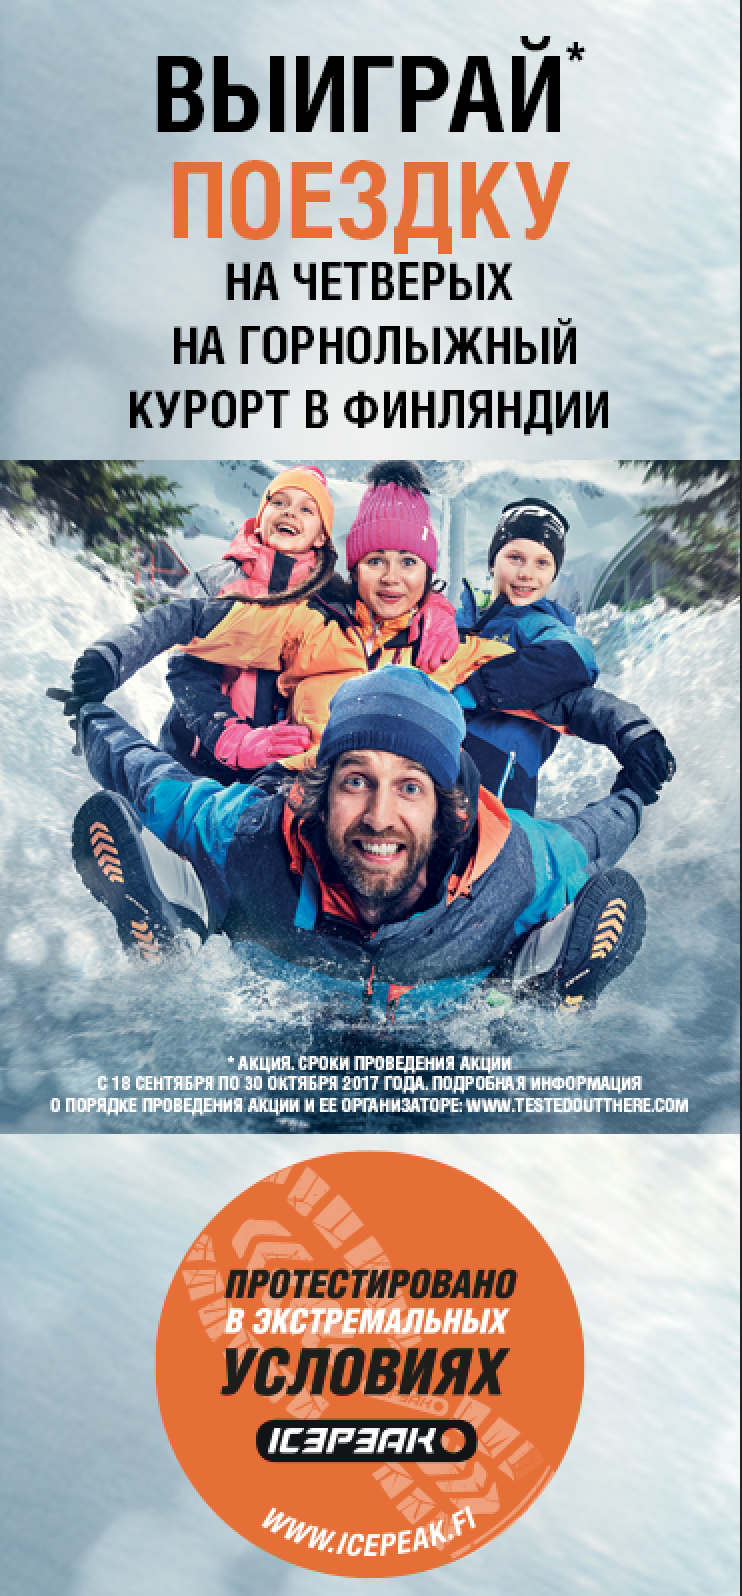 ВЫИГРАЙ*
ПОЕЗДКУ
НА ЧЕТВЕРЫХ
НА ГОРНОЛЫЖНЫЙ
КУРОРТ В ФИНЛЯНДИИ
* АКЦИЯ. СРОКИ ПРОВЕДЕНИЯ АКЦИИ
С 18 СЕНТЯБРЯ ПО 30 ОКТЯБРЯ 2017 ГОДА. ПОДРОБНАЯ ИНФОРМАЦИЯ
О ПОРЯДКЕ ПРОВЕДЕНИЯ АКЦИИ И ЕЕ ОРГАНИЗАТОРЕ: WWW.TESTEDOUTTHERE.COM
ПРОТЕСТИРОВАНО
В ЭКСТРЕМАЛЬНЫХ
УСЛОВИЯХ
ICEPEAK
WWW.ICEPEAK.FI